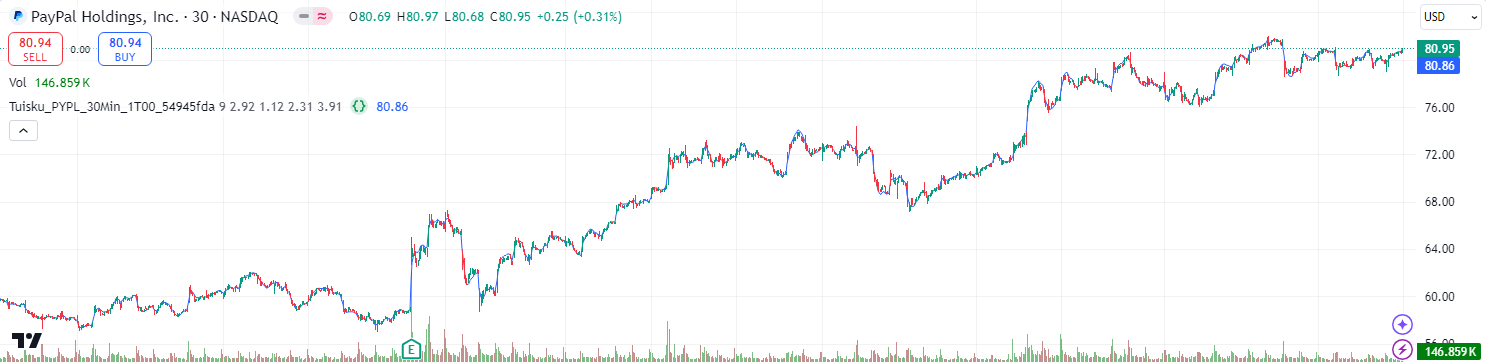 PayPal Holdings, Inc. · 30 · NASDAQ O80.69 H80.97 L80.68 C80.95 +0.25 (+0.31%)
USD
80.94 SELL 0.00 80.94 BUY
80.95
80.86
Vol 146.859 K
Tuisku_PYPL_30Min_1T00_54945fda 9 2.92 1.12 2.31 3.91 {} 80.86
76.00
72.00
68.00
64.00
60.00
E
146.859 K